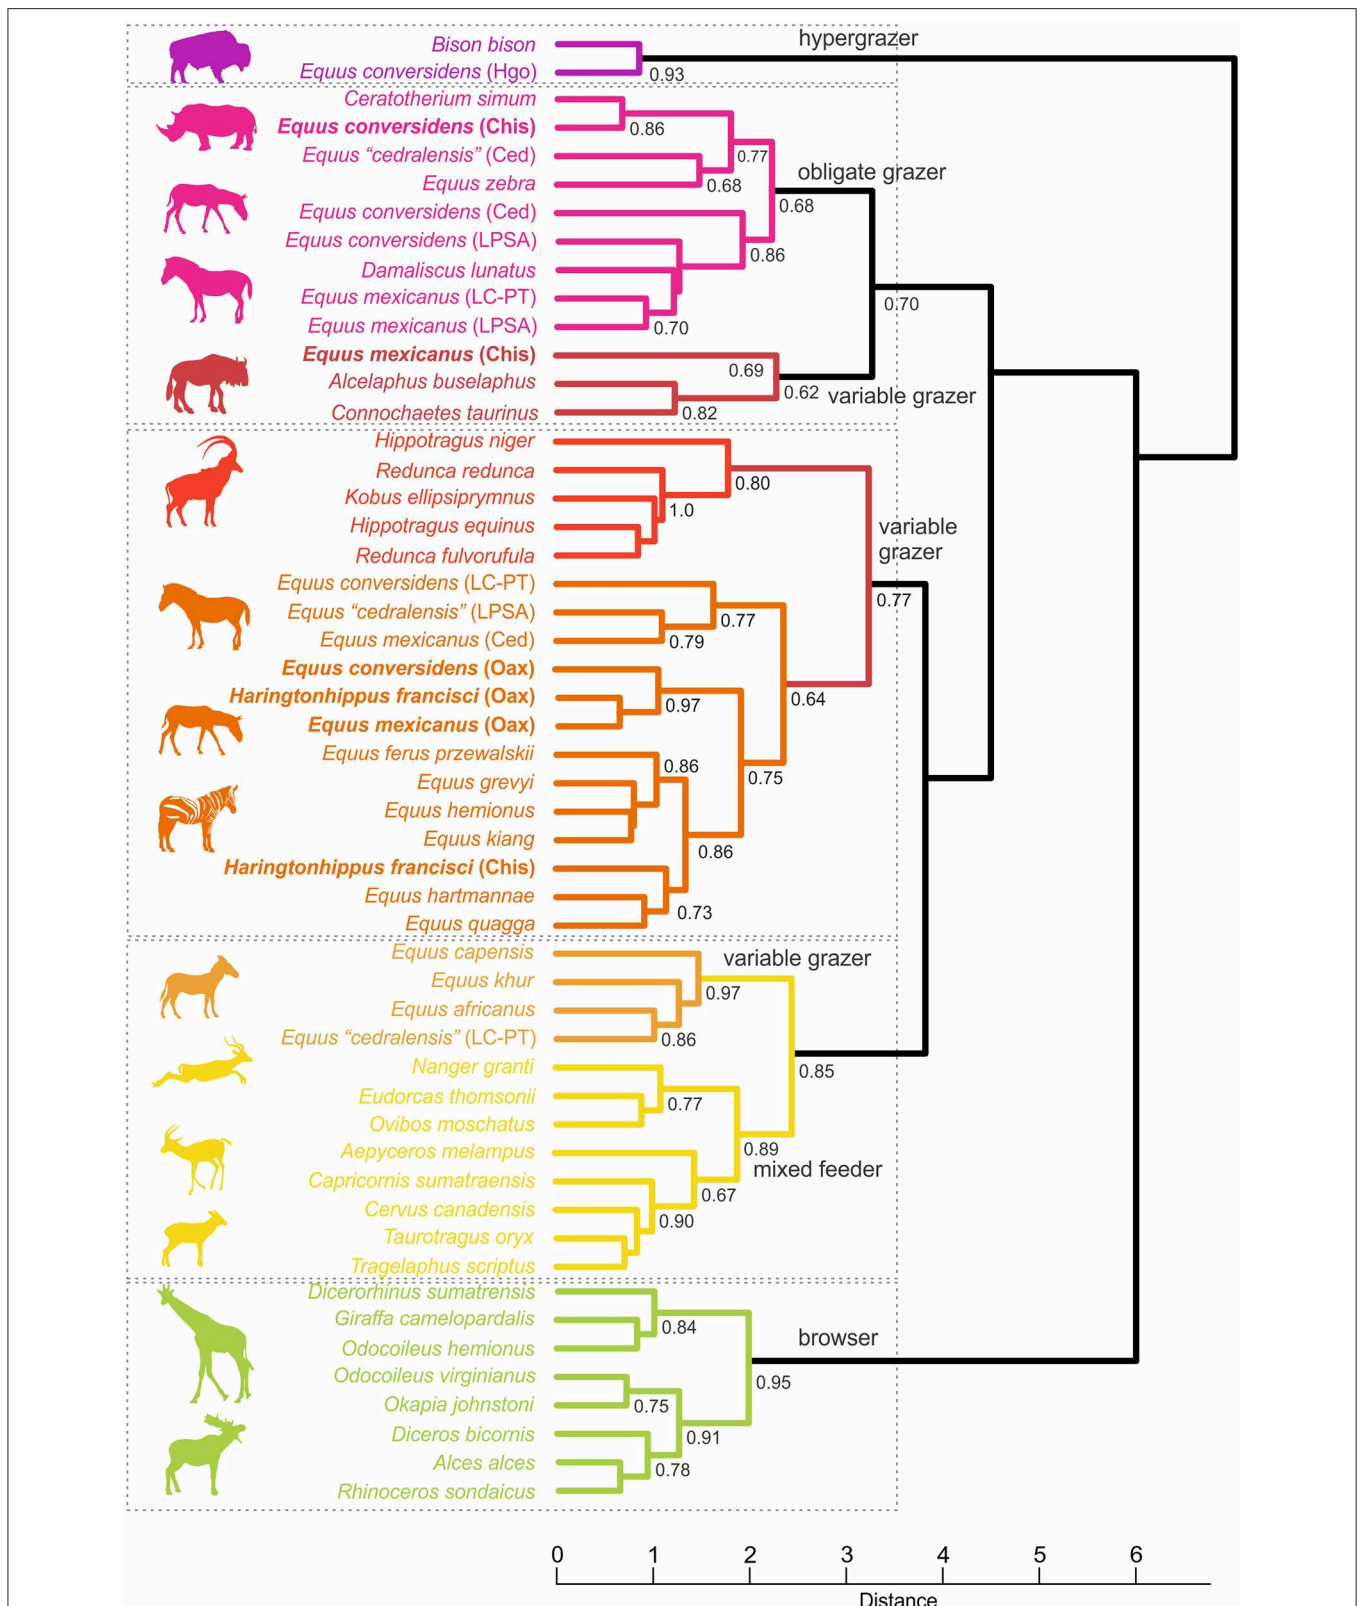 hypergrazer
Bison bison
Equus conversidens (Hgo)
0.93
Ceratotherium simum
Equus conversidens (Chis)
0.86
Equus “cedralensis” (Ced)
0.77
Equus zebra
0.68
obligate grazer
0.68
Equus conversidens (Ced)
Equus conversidens (LPSA)
0.86
Damaliscus lunatus
Equus mexicanus (LC-PT)
0.70
Equus mexicanus (LPSA)
0.70
Equus mexicanus (Chis)
0.69
Alcelaphus buselaphus
0.62
variable grazer
Connochaetes taurinus
0.82
Hippotragus niger
Redunca redunca
0.80
Kobus ellipsiprymnus
1.0
Hippotragus equinus
variable
grazer
Redunca fulvorufula
Equus conversidens (LC-PT)
0.77
Equus “cedralensis” (LPSA)
0.77
Equus mexicanus (Ced)
0.79
Equus conversidens (Oax)
Haringtonhippus francisci (Oax)
0.97
0.64
Equus mexicanus (Oax)
Equus ferus przewalskii
0.86
Equus grevyi
0.75
Equus hemionus
Equus kiang
0.86
Haringtonhippus francisci (Chis)
Equus hartmannae
0.73
Equus quagga
Equus capensis
variable grazer
Equus khur
0.97
Equus africanus
Equus “cedralensis” (LC-PT)
0.86
Nanger granti
0.85
Eudorcas thomsonii
0.77
Ovibos moschatus
Aepyceros melampus
0.89
mixed feeder
Capricornis sumatraensis
0.67
Cervus canadensis
0.90
Taurotragus oryx
Tragelaphus scriptus
Dicerorhinus sumatrensis
Giraffa camelopardalis
0.84
Odocoileus hemionus
browser
Odocoileus virginianus
0.95
Okapia johnstoni
0.75
Diceros bicornis
0.91
Alces alces
0.78
Rhinoceros sondaicus
0 1 2 3 4 5 6
Distance